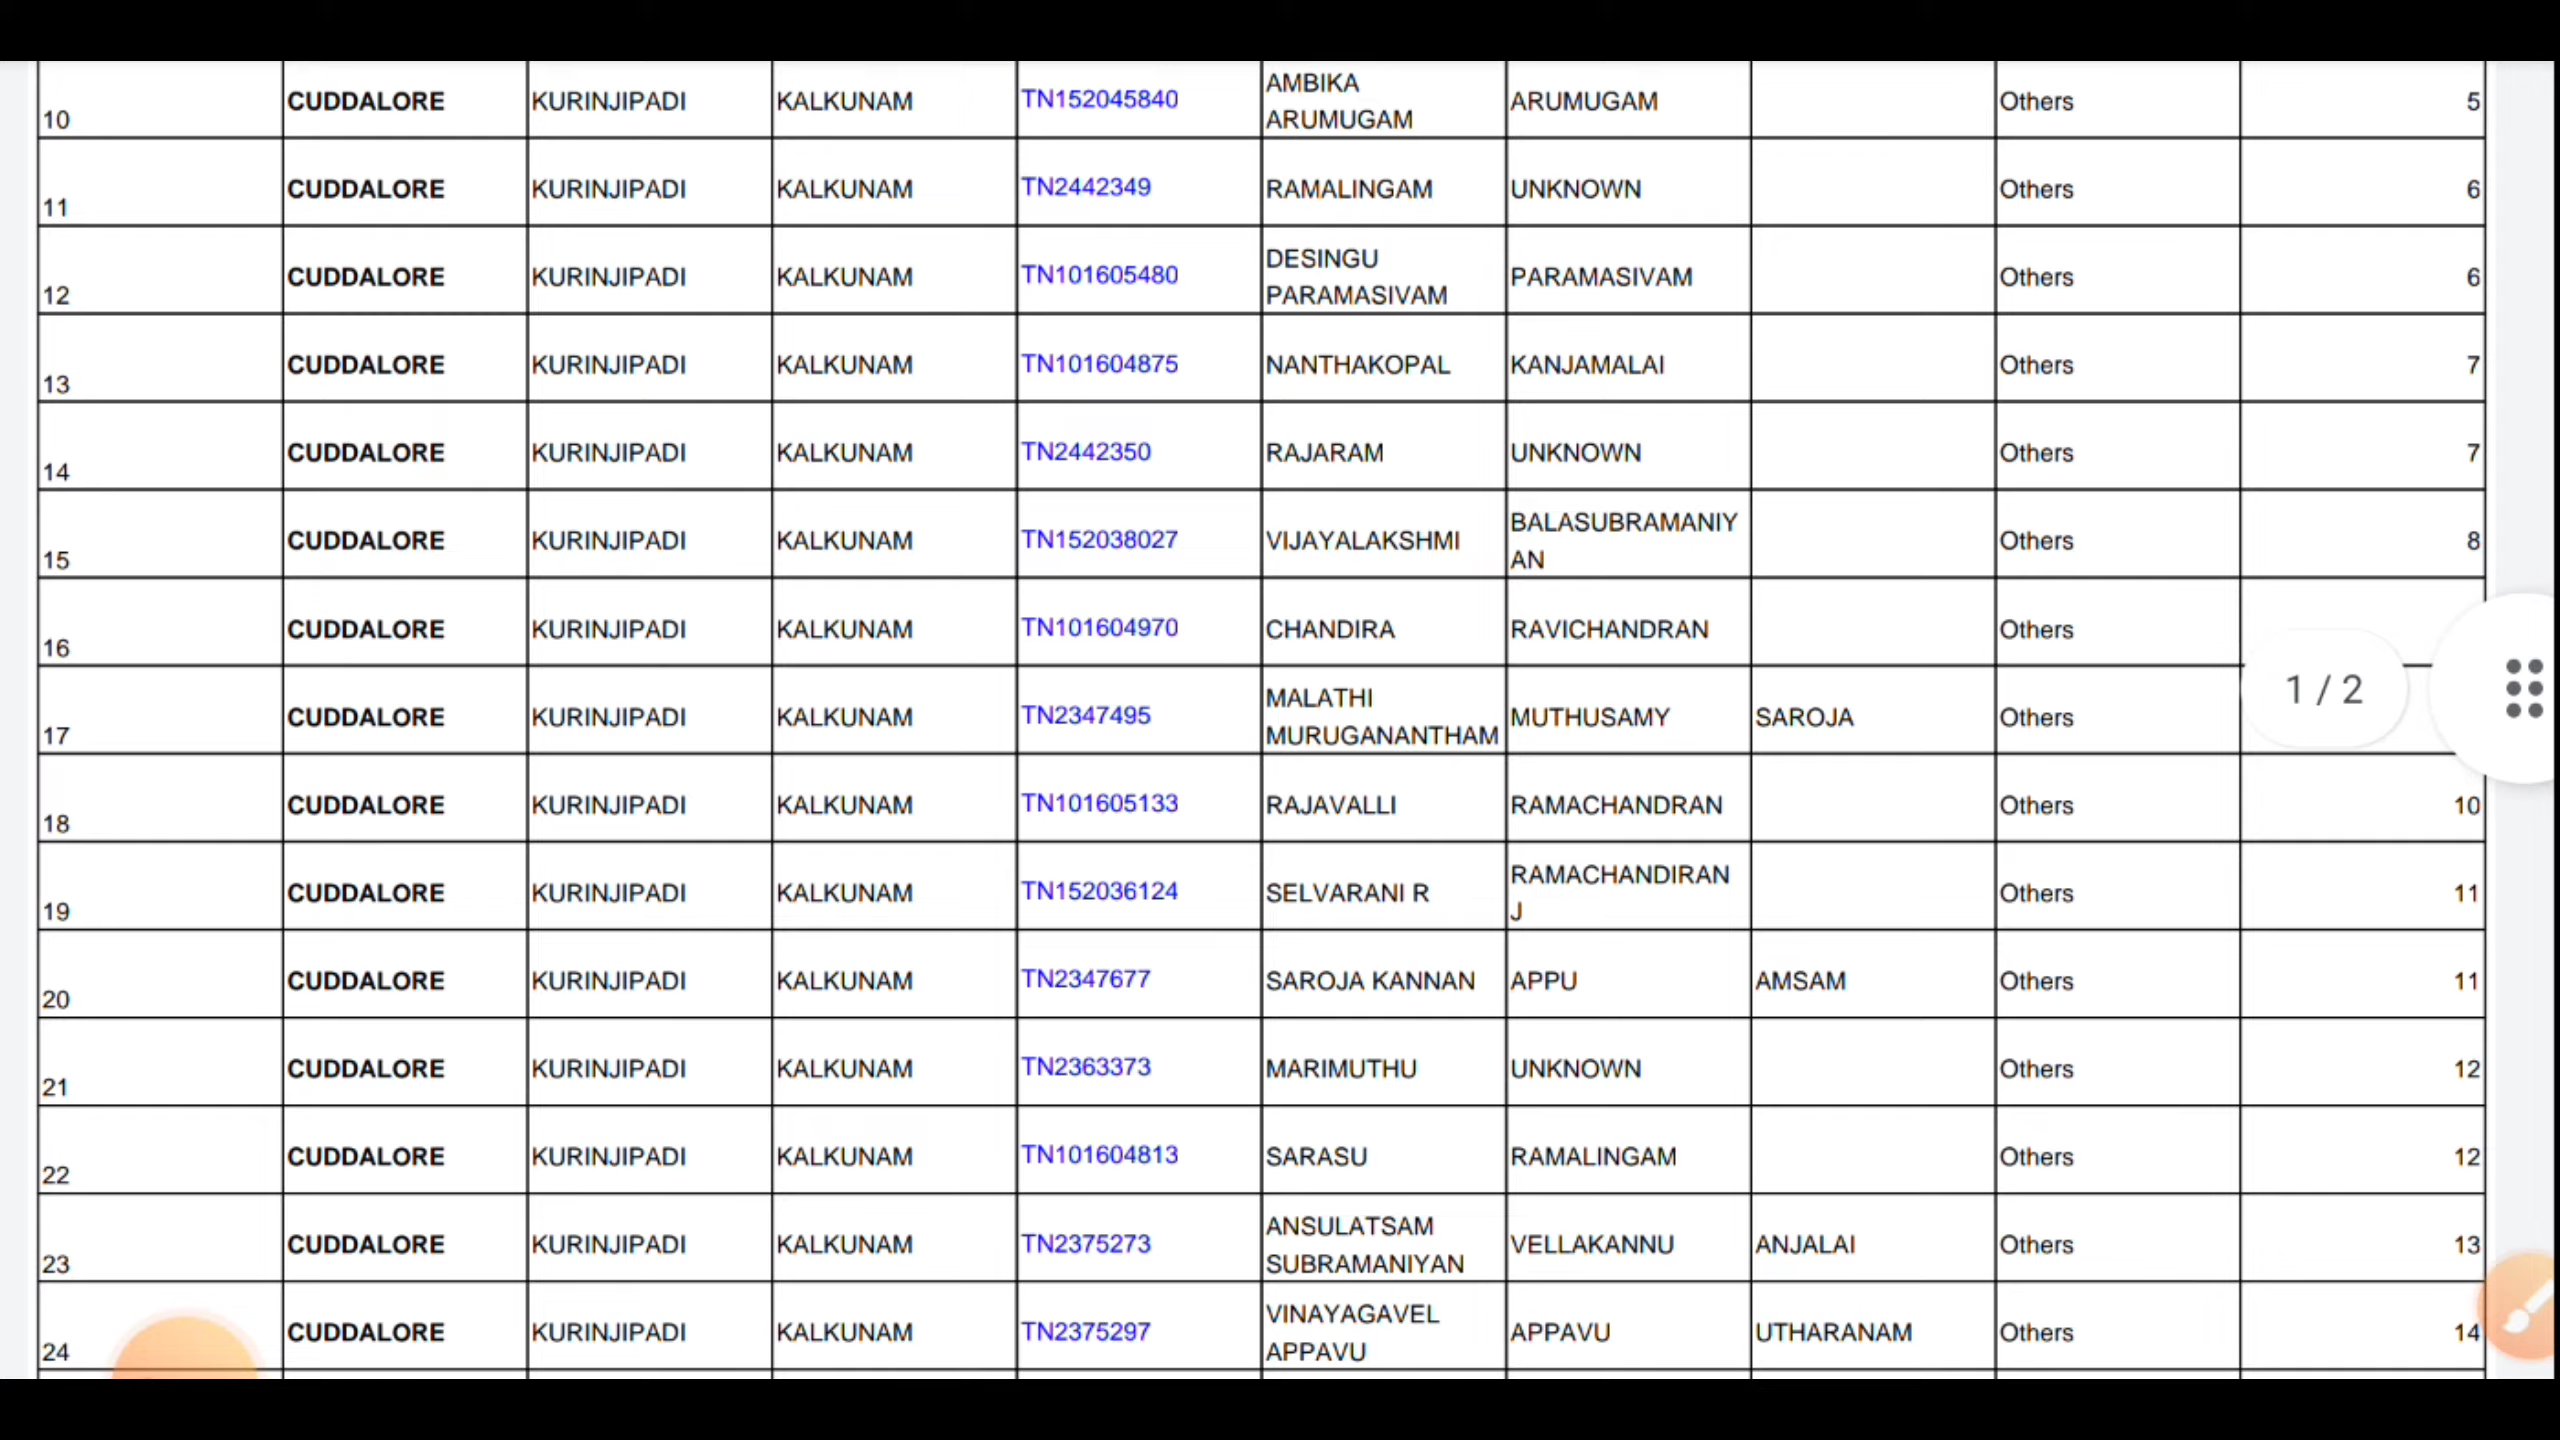 10 CUDDALORE KURINJIPADI KALKUNAM TN152045840 AMBIKA ARUMUGAM ARUMUGAM Others 5
11 CUDDALORE KURINJIPADI KALKUNAM TN2442349 RAMALINGAM UNKNOWN Others 6
12 CUDDALORE KURINJIPADI KALKUNAM TN101605480 DESINGU PARAMASIVAM PARAMASIVAM Others 6
13 CUDDALORE KURINJIPADI KALKUNAM TN101604875 NANTHAKOPAL KANJAMALAI Others 7
14 CUDDALORE KURINJIPADI KALKUNAM TN2442350 RAJARAM UNKNOWN Others 7
15 CUDDALORE KURINJIPADI KALKUNAM TN152038027 VIJAYALAKSHMI BALASUBRAMANIYAN Others 8
16 CUDDALORE KURINJIPADI KALKUNAM TN101604970 CHANDIRA RAVICHANDRAN Others
17 CUDDALORE KURINJIPADI KALKUNAM TN2347495 MALATHI MURUGANANTHAM MUTHUSAMY SAROJA Others
1 / 2
18 CUDDALORE KURINJIPADI KALKUNAM TN101605133 RAJAVALLI RAMACHANDRAN Others 10
19 CUDDALORE KURINJIPADI KALKUNAM TN152036124 SELVARANI R RAMACHANDIRAN J Others 11
20 CUDDALORE KURINJIPADI KALKUNAM TN2347677 SAROJA KANNAN APPU AMSAM Others 11
21 CUDDALORE KURINJIPADI KALKUNAM TN2363373 MARIMUTHU UNKNOWN Others 12
22 CUDDALORE KURINJIPADI KALKUNAM TN101604813 SARASU RAMALINGAM Others 12
23 CUDDALORE KURINJIPADI KALKUNAM TN2375273 ANSULATSAM SUBRAMANIYAN VELLAKANNU ANJALAI Others 13
24 CUDDALORE KURINJIPADI KALKUNAM TN2375297 VINAYAGAVEL APPAVU APPAVU UTHARANAM Others 14